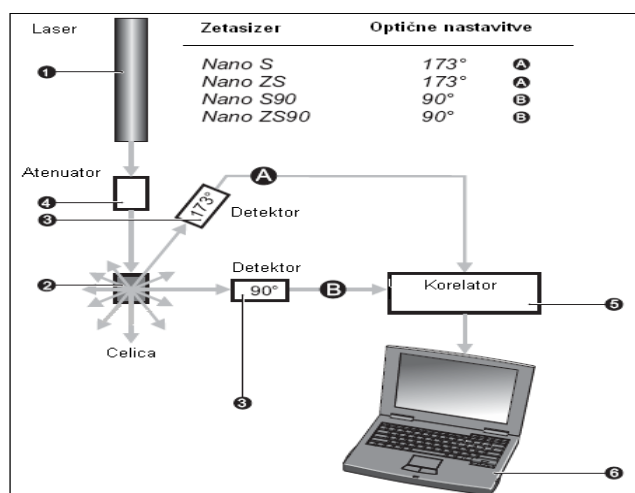 Laser
Zetasizer Optične nastavitve
Nano S 173° A
Nano ZS 173° A
Nano S90 90° B
Nano ZS90 90° B
1
Atenuator
4
A
173°
3
Detektor
2
Detektor
90°
B
Korelator
5
Celica
3
6